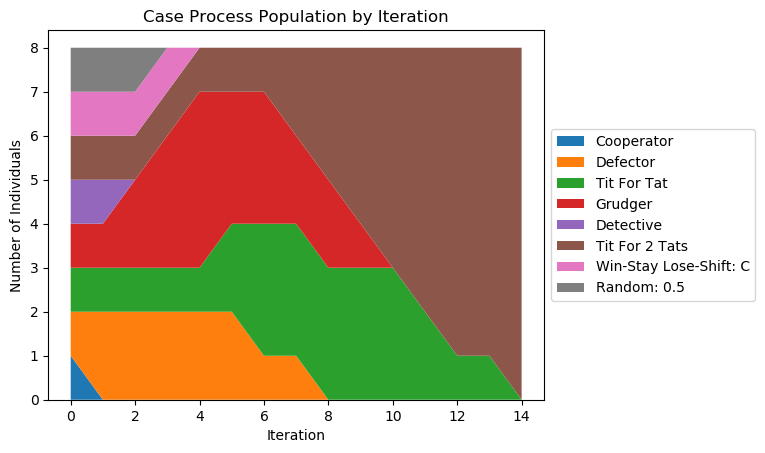 Case Process Population by Iteration
Number of Individuals
8
7
6
5
4
3
2
1
0
0 2 4 6 8 10 12 14
Iteration
Cooperator
Defector
Tit For Tat
Grudger
Detective
Tit For 2 Tats
Win-Stay Lose-Shift: C
Random: 0.5